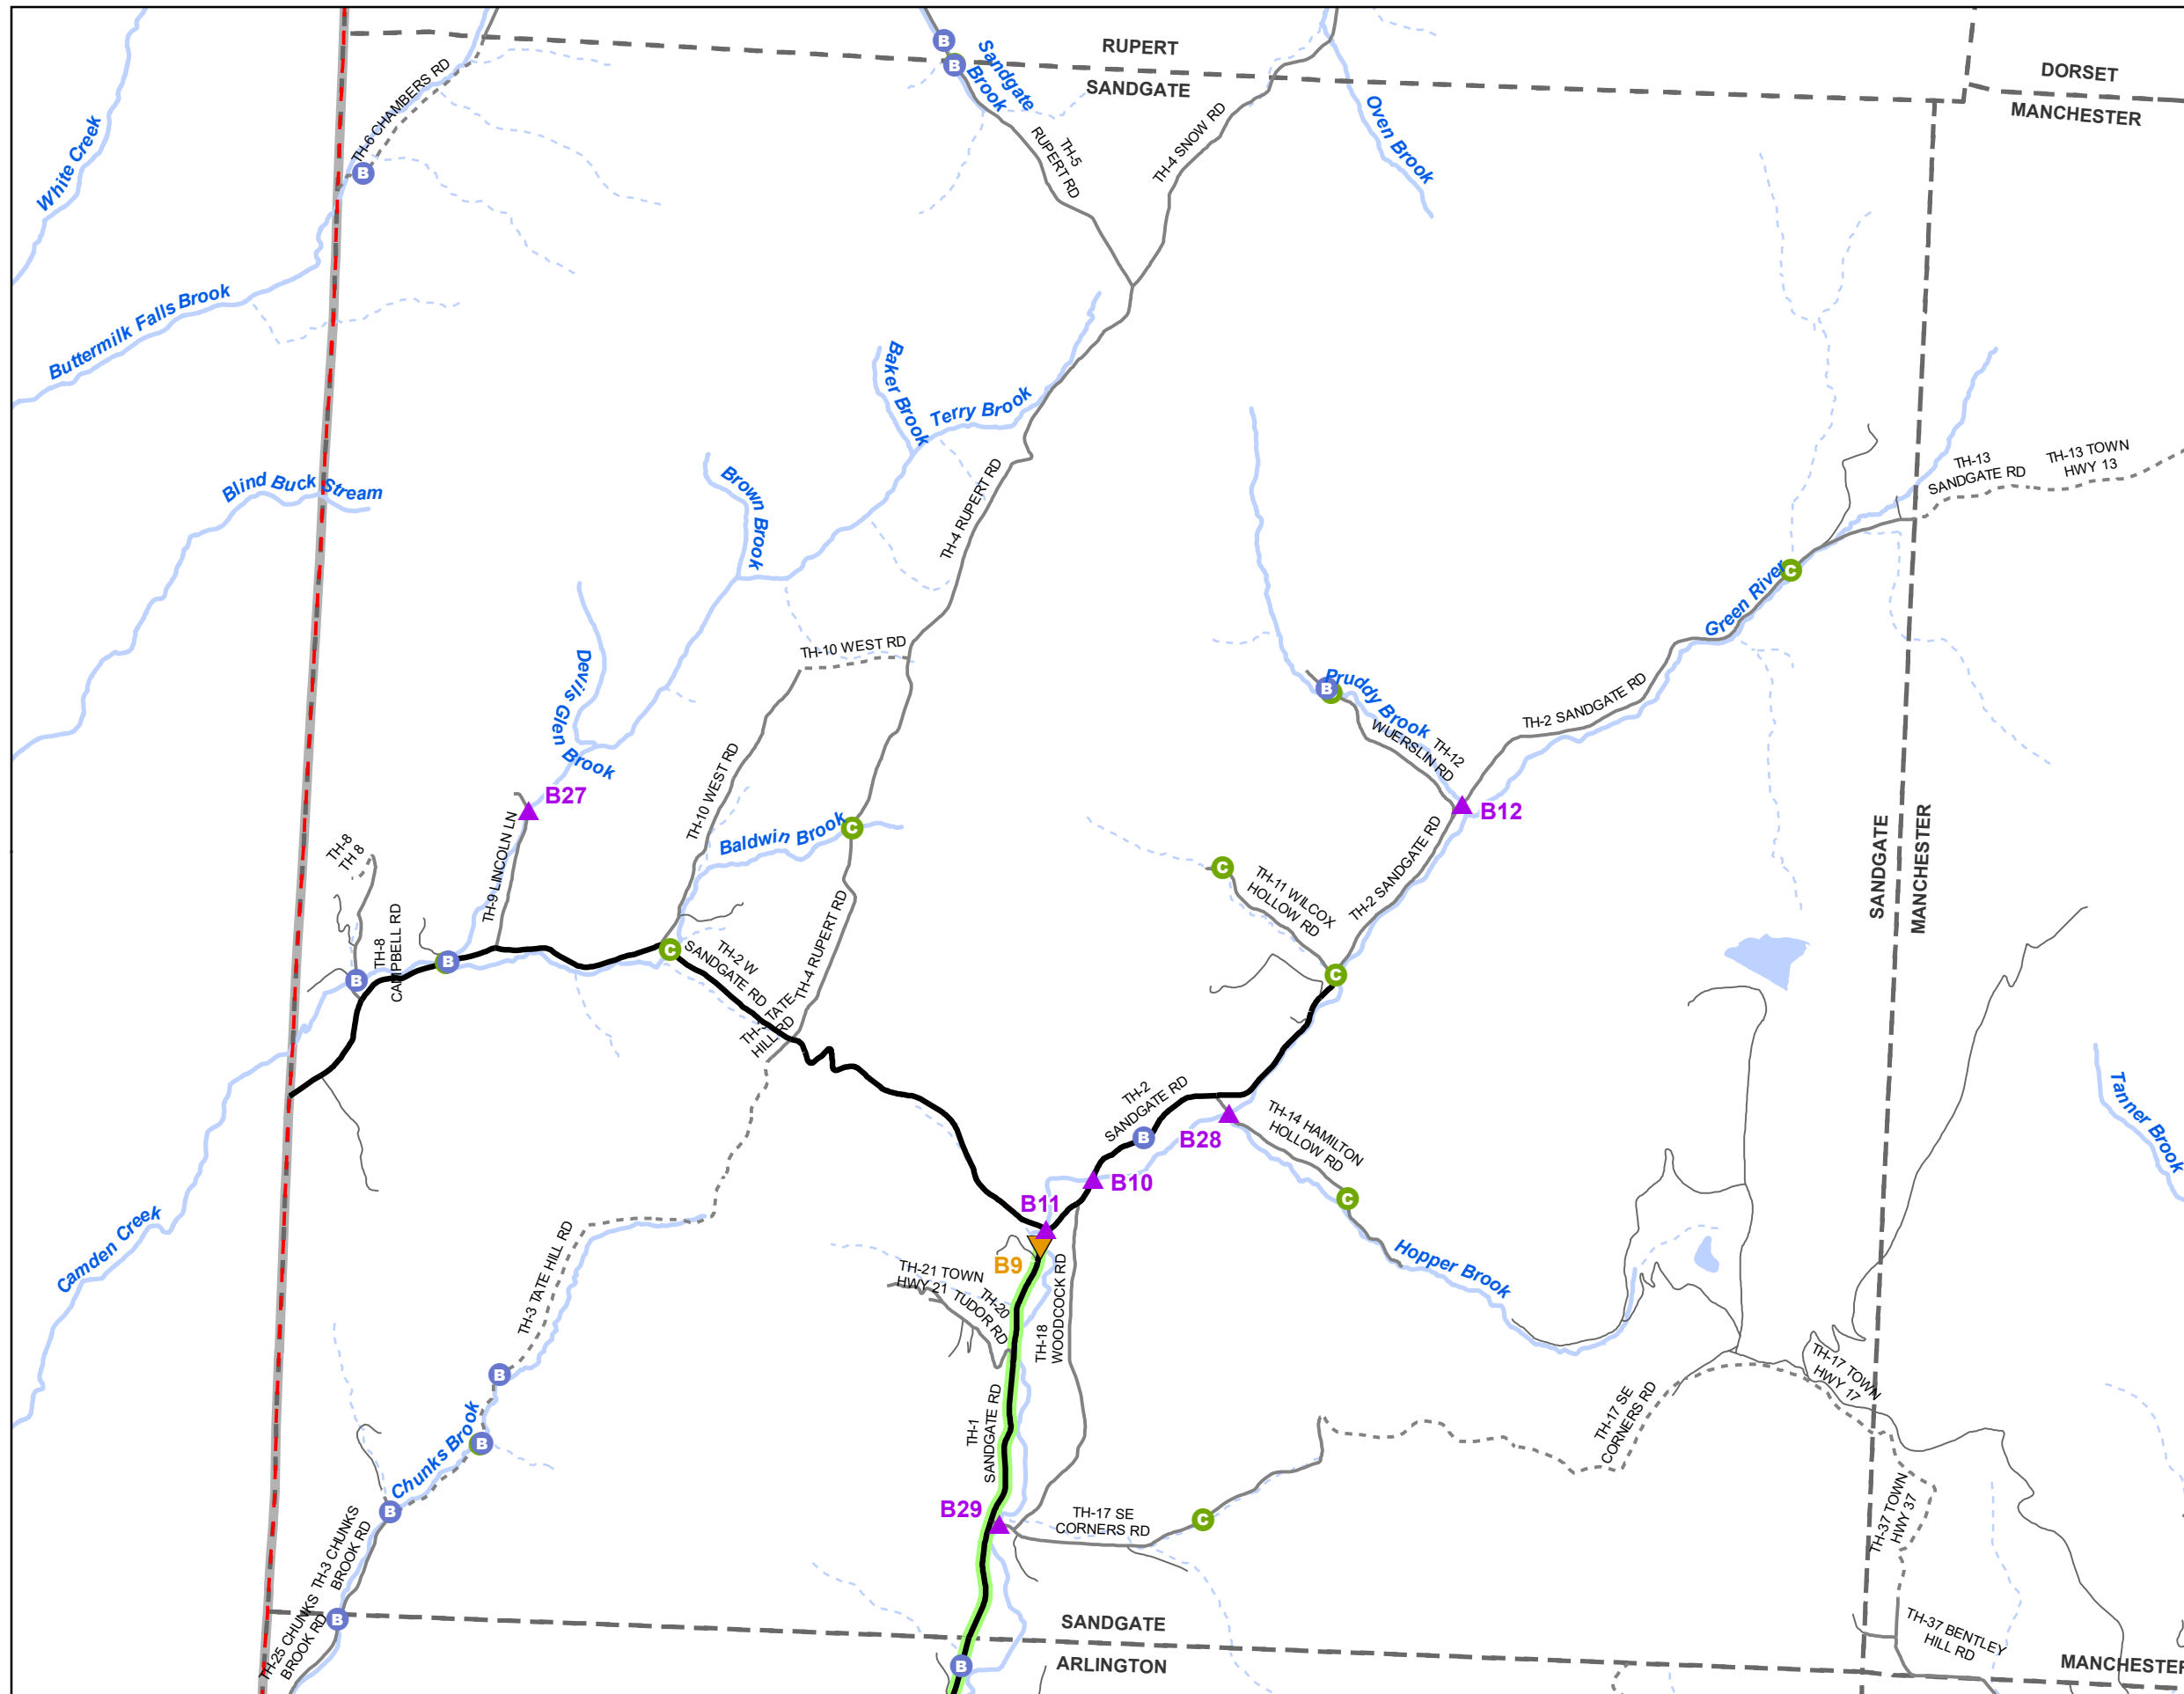 RUPERT
SANDGATE
DORSET
MANCHESTER
B
B
Sandgate
Brook
TH-6 CHAMBERS RD
B
White Creek
TH-5
RUPERT RD
TH-4 SNOW RD
Oven Brook
Buttermilk Falls Brook
Baker Brook
Terry Brook
Blind Buck Stream
Brown Brook
TH-4 RUPERT RD
TH-13
SANDGATE RD
TH-13 TOWN
HWY 13
C
Green River
TH-10 WEST RD
Devils Glen Brook
B
Pruddy Brook
TH-12
WUERSLIN RD
TH-2 SANDGATE RD
TH-10 WEST RD
B27
B12
Baldwin Brook
C
TH-8
TH 8
TH-9 LINCOLN LN
C
TH-11 WILCOX
HOLLOW RD
TH-2 SANDGATE RD
SANDGATE
MANCHESTER
TH-8
CAMPBELL RD
B
B
C
TH-2 W
SANDGATE RD
TH-4 RUPERT RD
TH-3 TATE
HILL RD
C
TH-2
SANDGATE RD
B
B28
TH-14 HAMILTON
HOLLOW RD
Tanner Brook
B10
B11
C
Camden Creek
Hopper Brook
B9
TH-21 TOWN
HWY 21
TH-20
TUDOR RD
TH-18
WOODCOCK RD
TH-3 TATE HILL RD
B
TH-17 TOWN
HWY 17
TH-1
SANDGATE RD
TH-17 SE
CORNERS RD
B
Chunks Brook
B
B29
TH-17 SE
CORNERS RD
C
TH-37 TOWN
HWY 37
TH-3 CHUNKS
BROOK RD
B
TH-25 CHUNKS
BROOK RD
SANDGATE
ARLINGTON
B
TH-37 BENTLEY
HILL RD
MANCHESTER